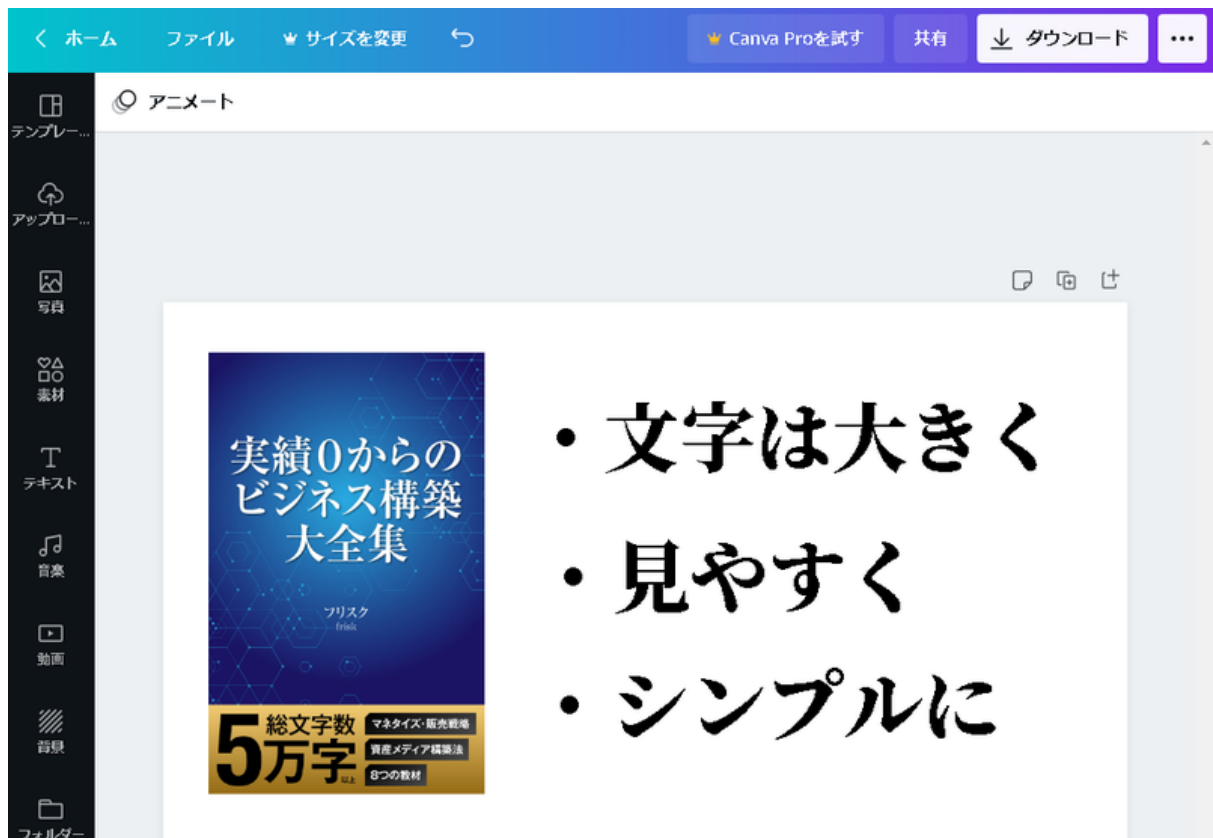 ホーム ファイル サイズを変更 Canva Proを試す 共有 ダウンロード
アニメート
テンプレー...
アップロー...
写真
素材
テキスト
音楽
動画
背景
フォルダー
実績0からの
ビジネス構築
大全集
フリスク
frisk
5万字以上
総文字数
マネタイズ・販売戦略
資産メディア構築法
8つの教材
・文字は大きく
・見やすく
・シンプルに